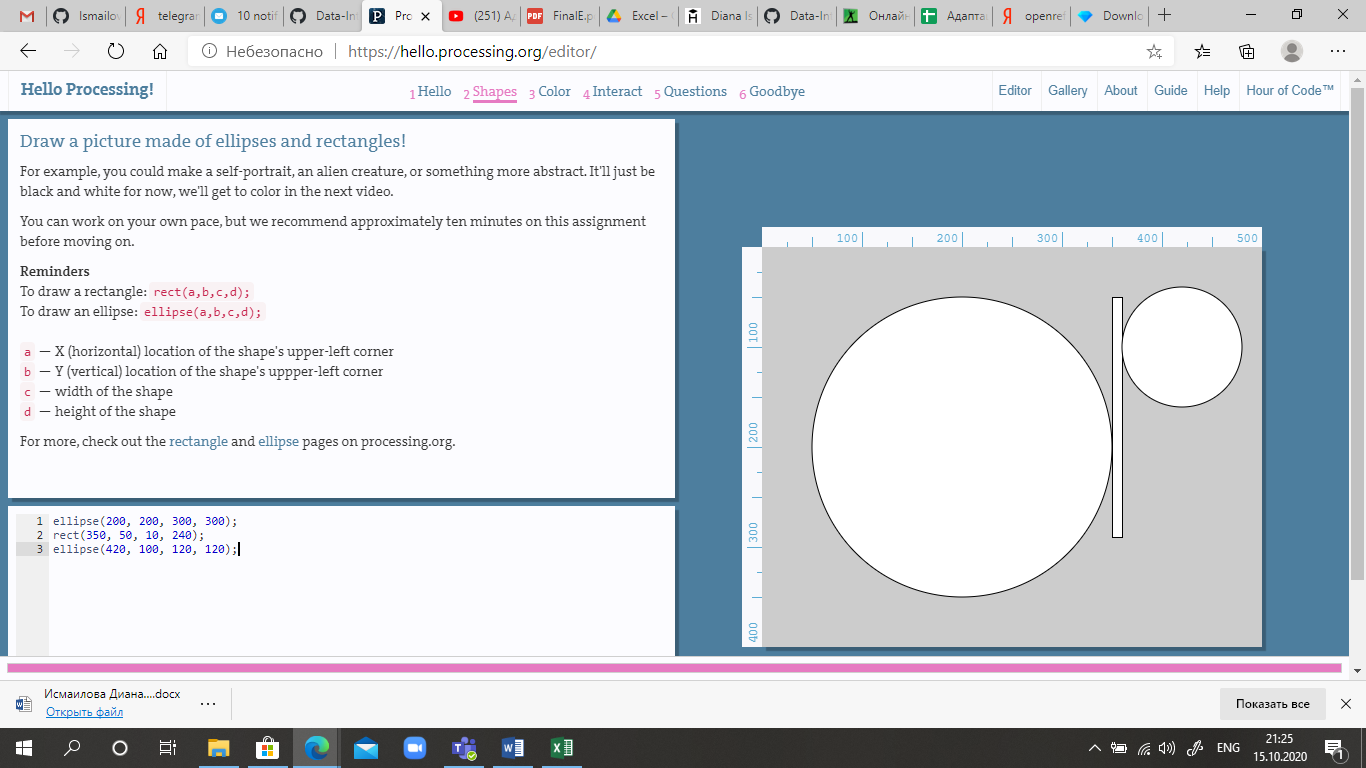 Ismailov
telegram
10 notif
Data-In
Pro
(251) А
FinalE.p
Excel –
Diana Is
Data-In
Онлайн
Адапта
openref
Downlo
Небезопасно
https://hello.processing.org/editor/
Hello Processing!
1 Hello 2 Shapes 3 Color 4 Interact 5 Questions 6 Goodbye
Editor Gallery About Guide Help Hour of Code™
Draw a picture made of ellipses and rectangles!
For example, you could make a self-portrait, an alien creature, or something more abstract. It'll just be
black and white for now, we'll get to color in the next video.
You can work on your own pace, but we recommend approximately ten minutes on this assignment
before moving on.
Reminders
To draw a rectangle: rect(a,b,c,d);
To draw an ellipse: ellipse(a,b,c,d);
a — X (horizontal) location of the shape's upper-left corner
b — Y (vertical) location of the shape's uppper-left corner
c — width of the shape
d — height of the shape
For more, check out the rectangle and ellipse pages on processing.org.
1 ellipse(200, 200, 300, 300);
2 rect(350, 50, 10, 240);
3 ellipse(420, 100, 120, 120);
100 200 300 400 500
100
200
300
400
Исмаилова Диана....docx
Открыть файл
Показать все
ENG
21:25
15.10.2020
1